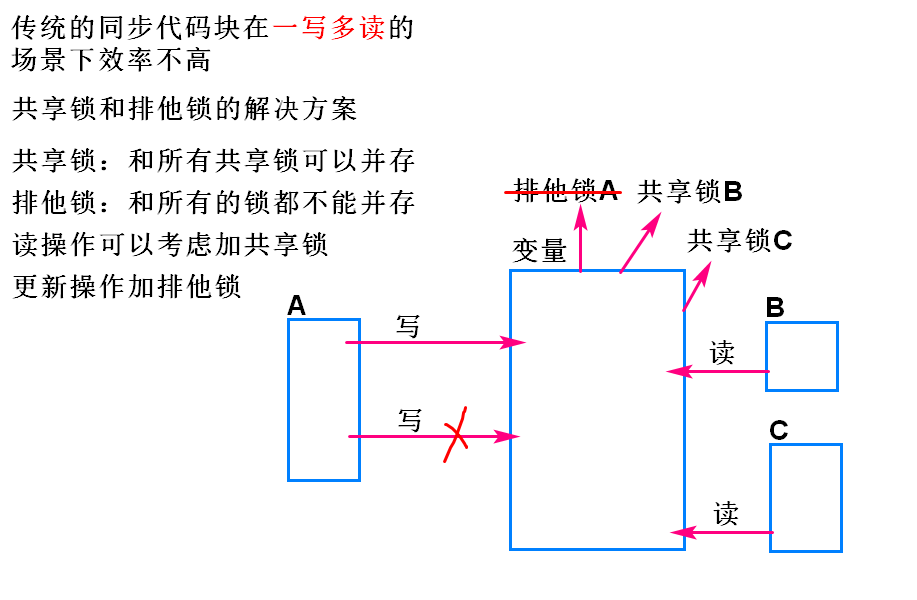 传统的同步代码块在一写多读的
场景下效率不高
共享锁和排他锁的解决方案
共享锁：和所有共享锁可以并存
排他锁：和所有的锁都不能并存
读操作可以考虑加共享锁
更新操作加排他锁
排他锁A
共享锁B
共享锁C
变量
A
写
写
B
读
C
读